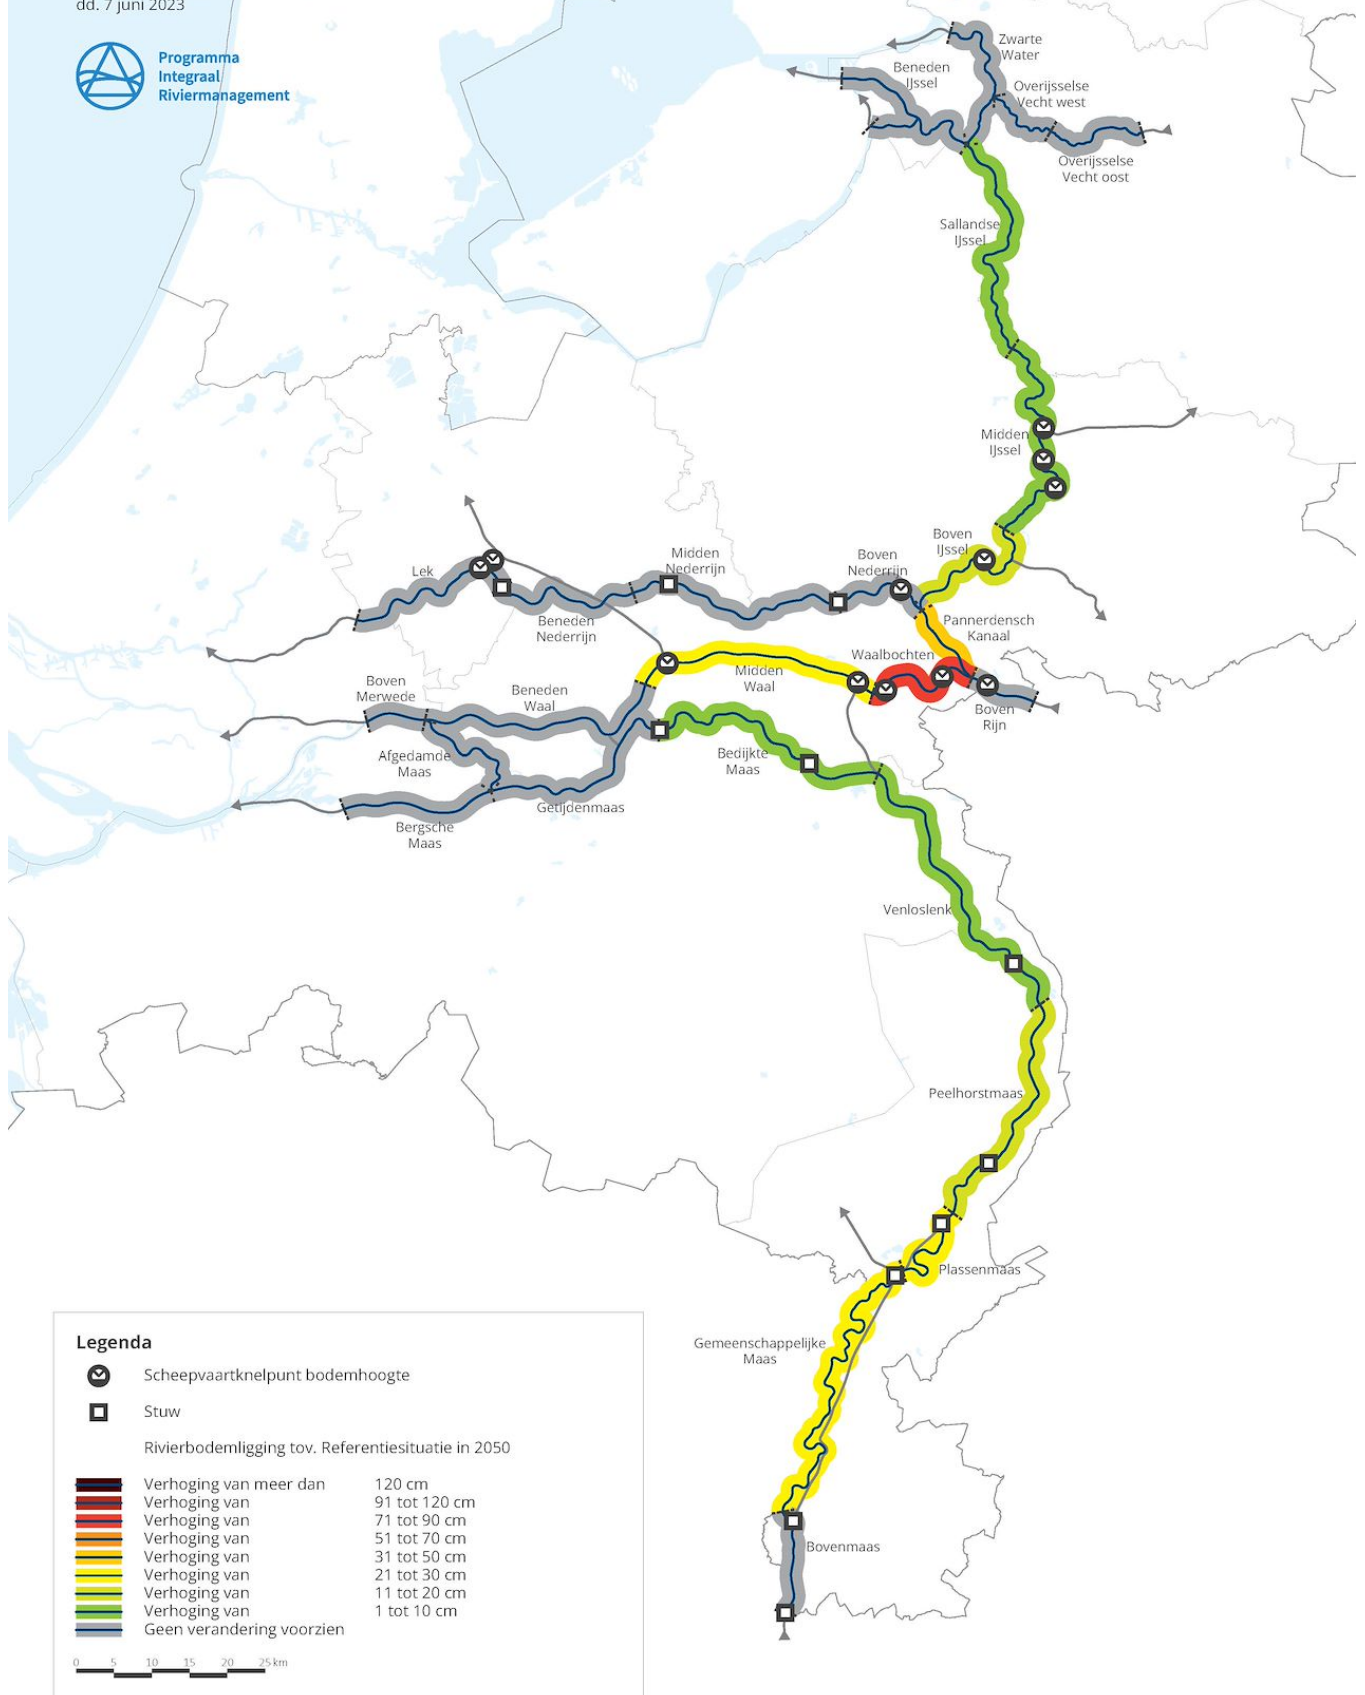 dd. 7 juni 2023
Programma
Integraal
Riviermanagement
Zwarte
Water
Beneden
IJssel
Overijsselse
Vecht west
Overijsselse
Vecht oost
Sallandse
IJssel
Midden
IJssel
Boven
IJssel
Midden
Nederrijn
Boven
Nederrijn
Lek
Beneden
Nederrijn
Pannerdensch
Kanaal
Waalbochten
Midden
Waal
Boven
Rijn
Boven
Merwede
Beneden
Waal
Afgedamde
Maas
Bedijkte
Maas
Getijdenmaas
Bergsche
Maas
Venloslenk
Peelhorstmaas
Plassenmaas
Gemeenschappelijke
Maas
Bovenmaas
Legenda
Scheepvaartknelpunt bodemhoogte
Stuw
Rivierbodemligging tov. Referentiesituatie in 2050
Verhoging van meer dan 120 cm
Verhoging van 91 tot 120 cm
Verhoging van 71 tot 90 cm
Verhoging van 51 tot 70 cm
Verhoging van 31 tot 50 cm
Verhoging van 21 tot 30 cm
Verhoging van 11 tot 20 cm
Verhoging van 1 tot 10 cm
Geen verandering voorzien
0 5 10 15 20 25 km